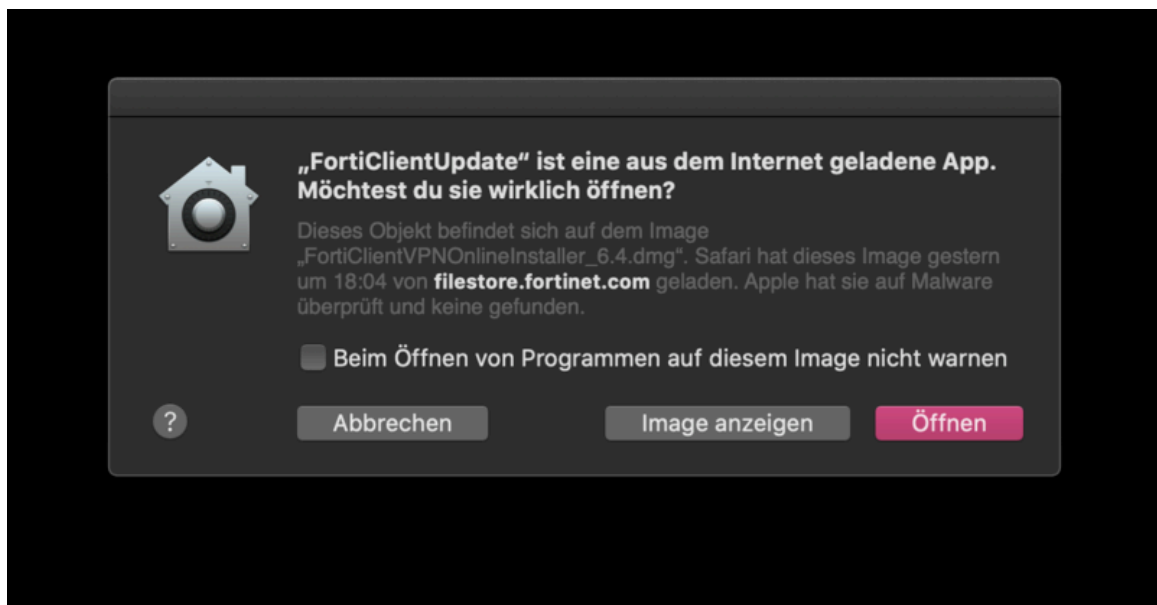 „FortiClientUpdate“ ist eine aus dem Internet geladene App.
Möchtest du sie wirklich öffnen?
Dieses Objekt befindet sich auf dem Image
„FortiClientVPNOnlineInstaller_6.4.dmg“. Safari hat dieses Image gestern
um 18:04 von filestore.fortinet.com geladen. Apple hat sie auf Malware
überprüft und keine gefunden.
Beim Öffnen von Programmen auf diesem Image nicht warnen
? Abbrechen Image anzeigen Öffnen